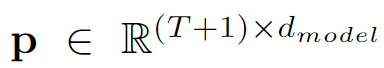 p ∈ ℝ^{(T+1)×d_{model}}